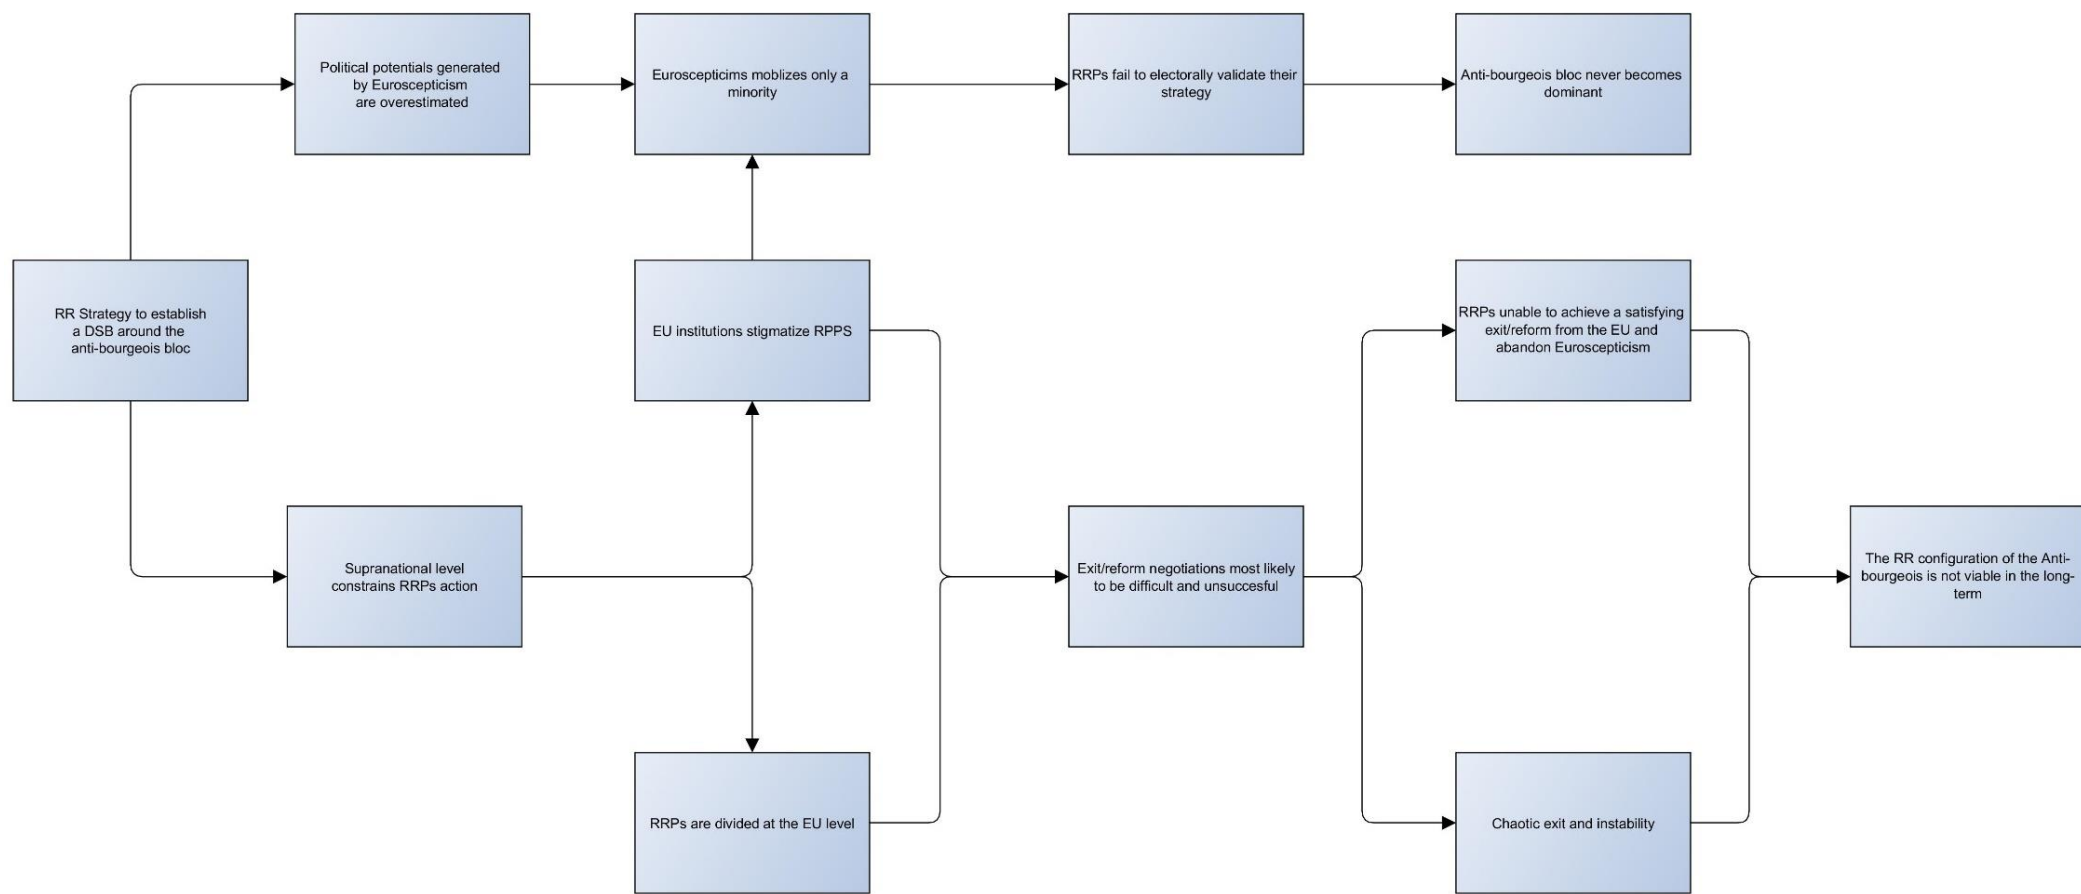 Political potentials generated
by Euroscepticism
are overestimated
Euroscepticims moblizes only a
minority
RRPs fail to electorally validate their
strategy
Anti-bourgeois bloc never becomes
dominant
RR Strategy to establish
a DSB around the
anti-bourgeois bloc
EU institutions stigmatize RPPS
RRPs unable to achieve a satisfying
exit/reform from the EU and
abandon Euroscepticism
Supranational level
constrains RRPs action
Exit/reform negotiations most likely
to be difficult and unsuccesful
The RR configuration of the Anti-
bourgeois is not viable in the long-
term
RRPs are divided at the EU level
Chaotic exit and instability